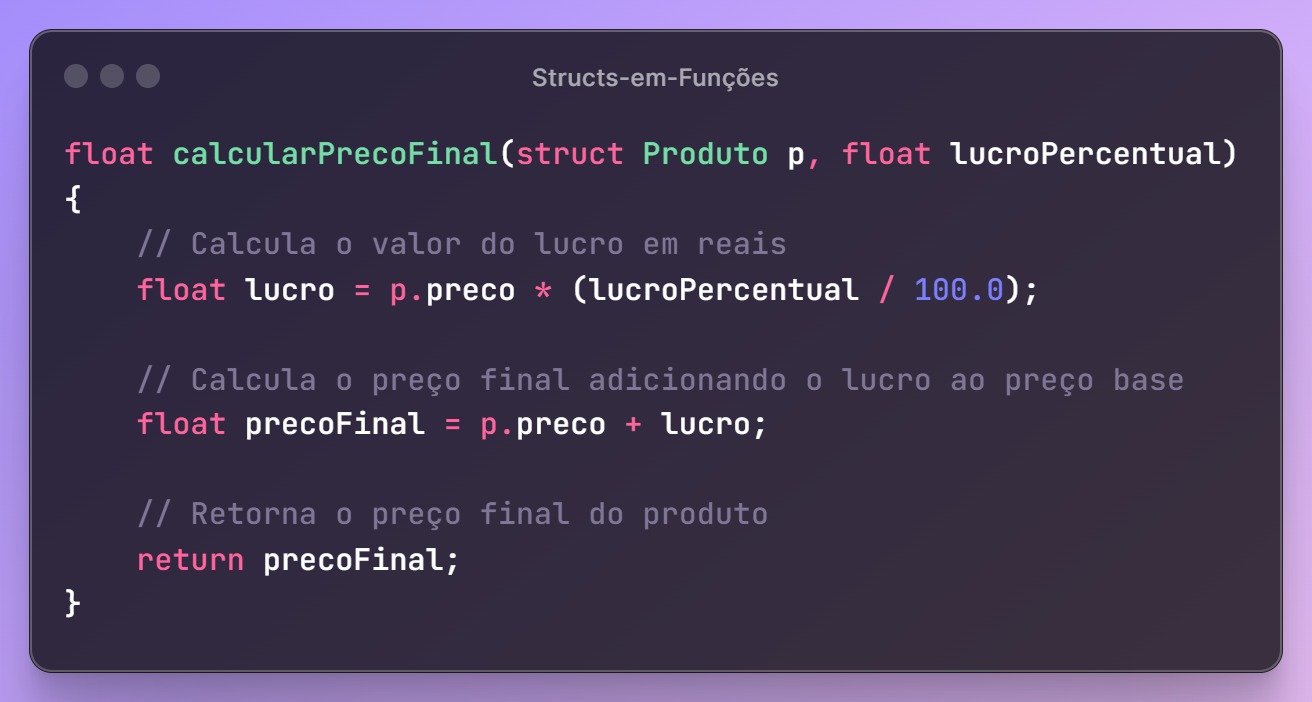 Structs-em-Funções
float calcularPrecoFinal(struct Produto p, float lucroPercentual)
{
    // Calcula o valor do lucro em reais
    float lucro = p.preco * (lucroPercentual / 100.0);

    // Calcula o preço final adicionando o lucro ao preço base
    float precoFinal = p.preco + lucro;

    // Retorna o preço final do produto
    return precoFinal;
}